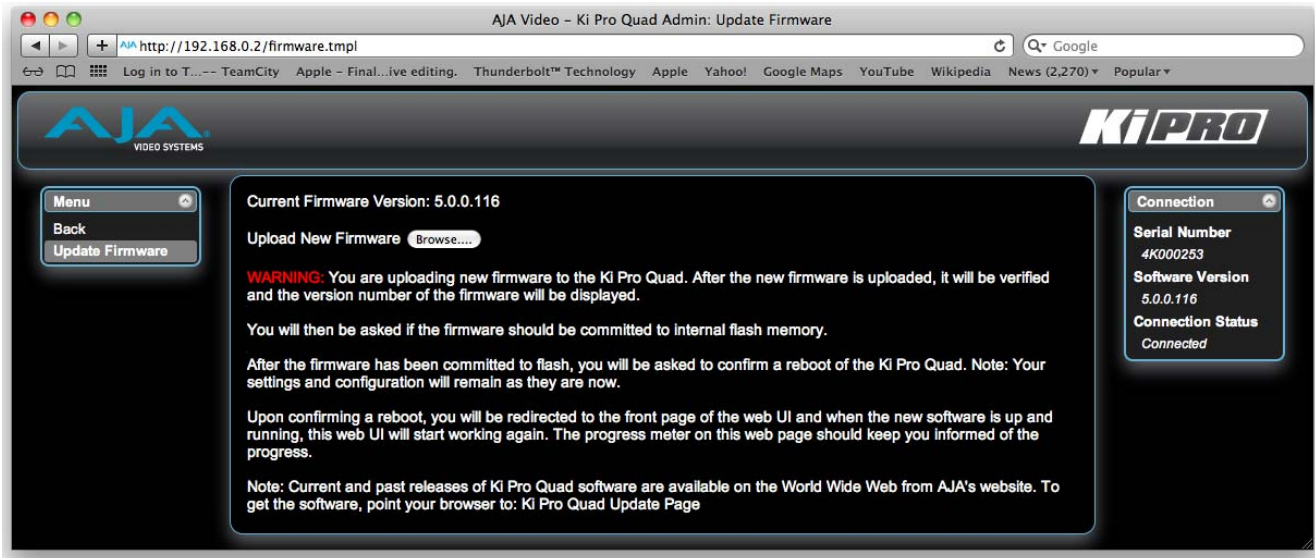 AJA Video – Ki Pro Quad Admin: Update Firmware
AJA http://192.168.0.2/firmware.tmpl
Google
Log in to T...-- TeamCity Apple – Final...ive editing. Thunderbolt™ Technology Apple Yahoo! Google Maps YouTube Wikipedia News (2,270) Popular
AJA
VIDEO SYSTEMS
Ki PRO
Menu
Back
Update Firmware
Current Firmware Version: 5.0.0.116
Upload New Firmware Browse....
WARNING: You are uploading new firmware to the Ki Pro Quad. After the new firmware is uploaded, it will be verified
and the version number of the firmware will be displayed.
You will then be asked if the firmware should be committed to internal flash memory.
After the firmware has been committed to flash, you will be asked to confirm a reboot of the Ki Pro Quad. Note: Your
settings and configuration will remain as they are now.
Upon confirming a reboot, you will be redirected to the front page of the web UI and when the new software is up and
running, this web UI will start working again. The progress meter on this web page should keep you informed of the
progress.
Note: Current and past releases of Ki Pro Quad software are available on the World Wide Web from AJA's website. To
get the software, point your browser to: Ki Pro Quad Update Page
Connection
Serial Number
4K000253
Software Version
5.0.0.116
Connection Status
Connected